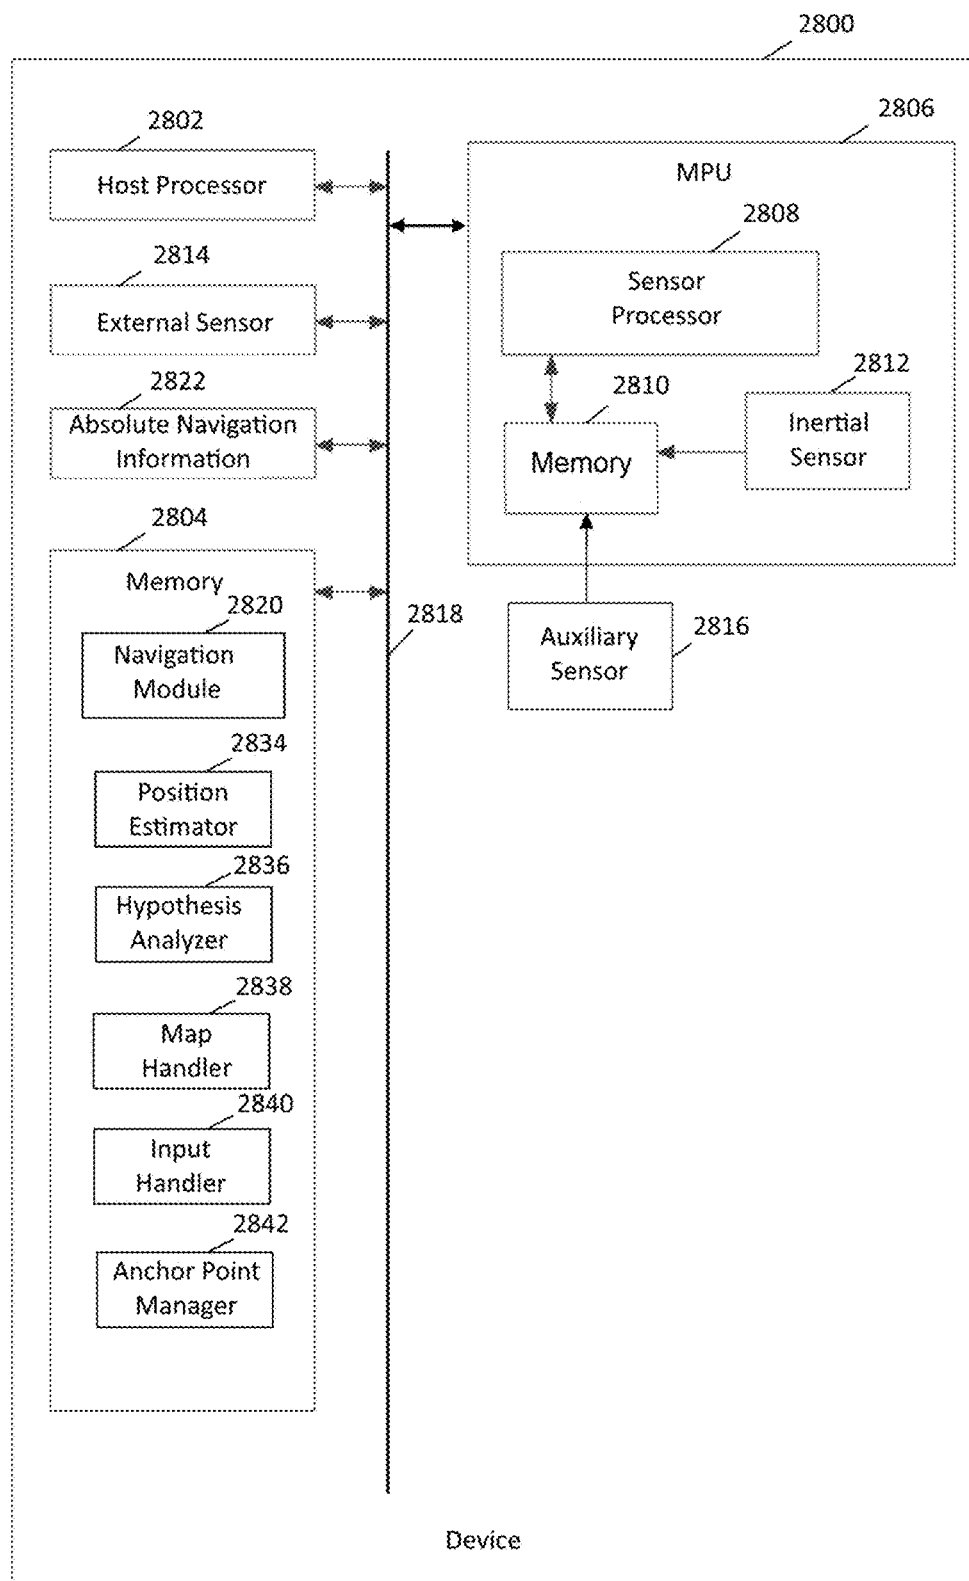 2800
2802
Host Processor
2814
External Sensor
2822
Absolute Navigation
Information
2804
Memory
2820
Navigation
Module
2834
Position
Estimator
2836
Hypothesis
Analyzer
2838
Map
Handler
2840
Input
Handler
2842
Anchor Point
Manager
2818
2806
MPU
2808
Sensor
Processor
2810
Memory
2812
Inertial
Sensor
Auxiliary
Sensor
2816
Device